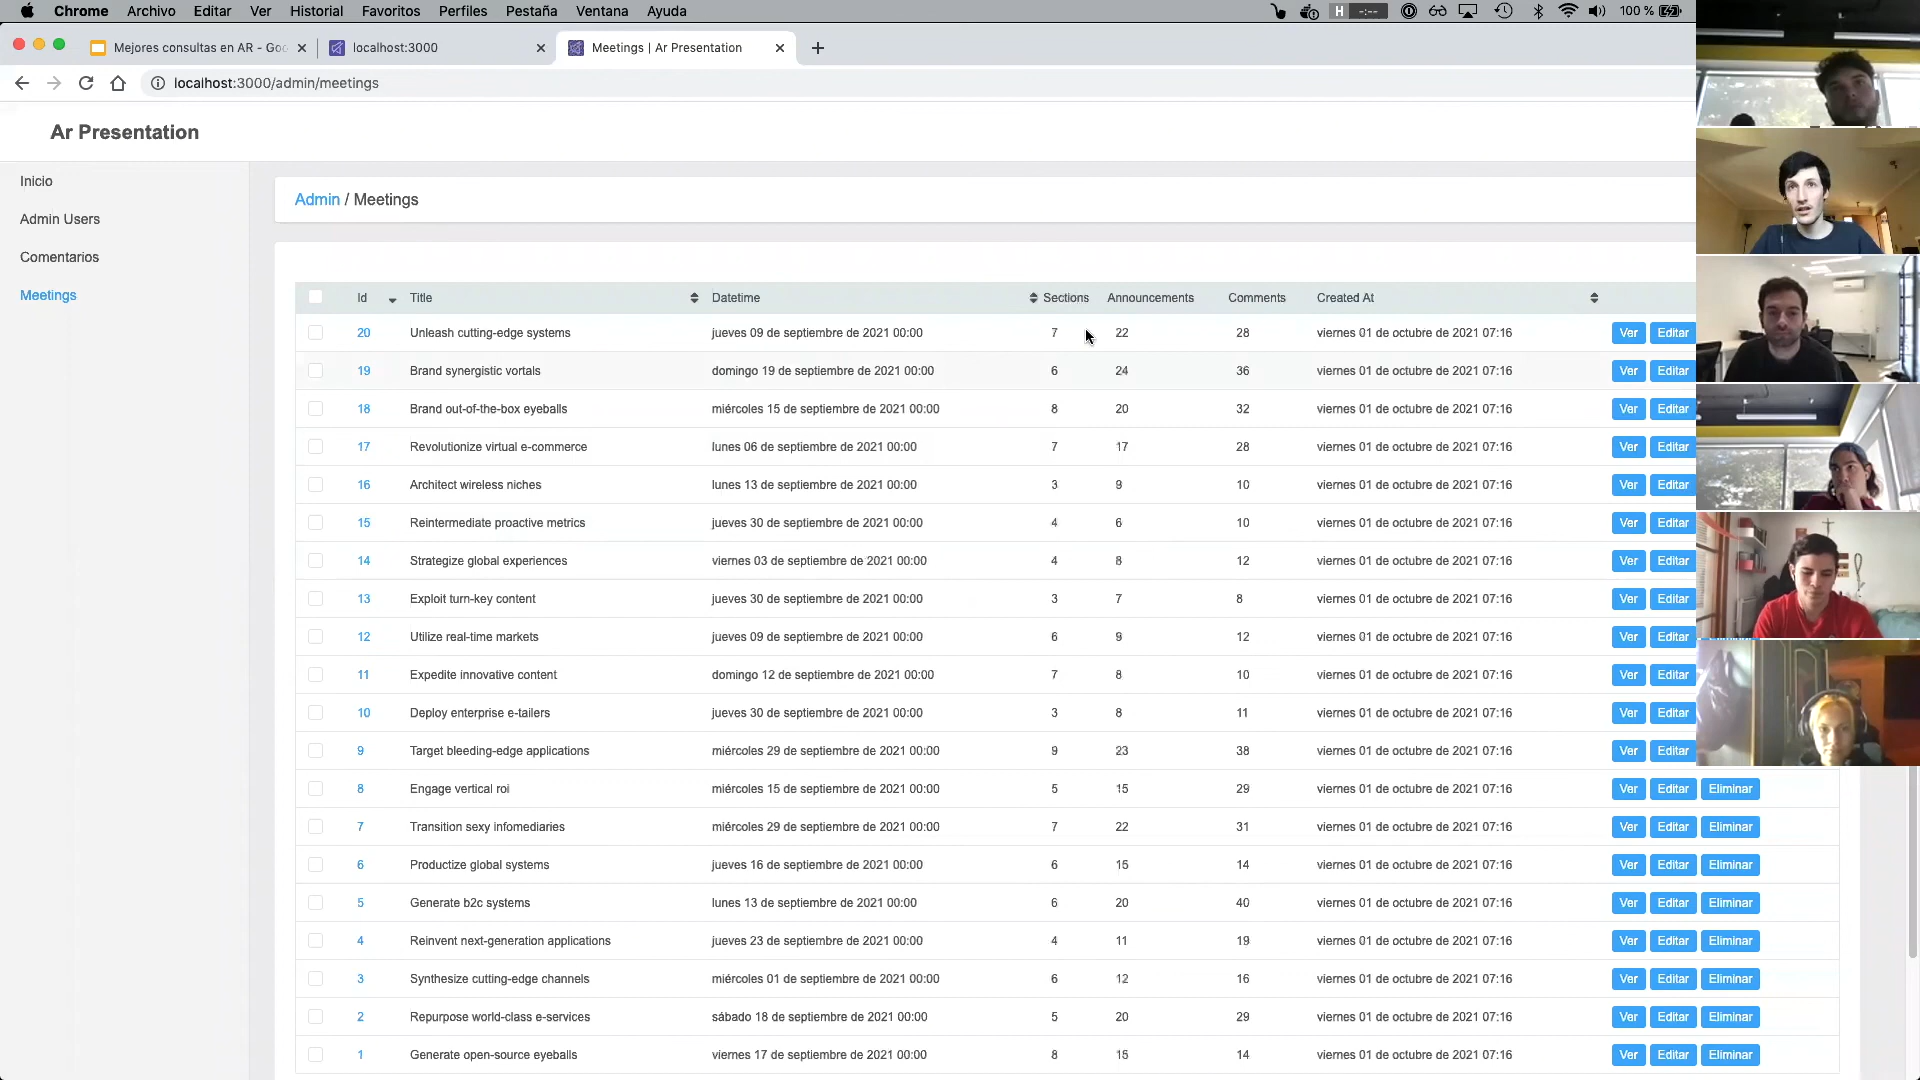 Chrome Archivo Editar Ver Historial Favoritos Perfiles Pestaña Ventana Ayuda H -:-- 100 %
Mejores consultas en AR - Goo localhost:3000 Meetings | Ar Presentation
localhost:3000/admin/meetings
Ar Presentation
Inicio
Admin Users
Comentarios
Meetings
Admin / Meetings
Id Title Datetime Sections Announcements Comments Created At
20 Unleash cutting-edge systems jueves 09 de septiembre de 2021 00:00 7 22 28 viernes 01 de octubre de 2021 07:16 Ver Editar
19 Brand synergistic vortals domingo 19 de septiembre de 2021 00:00 6 24 36 viernes 01 de octubre de 2021 07:16 Ver Editar
18 Brand out-of-the-box eyeballs miércoles 15 de septiembre de 2021 00:00 8 20 32 viernes 01 de octubre de 2021 07:16 Ver Editar
17 Revolutionize virtual e-commerce lunes 06 de septiembre de 2021 00:00 7 17 28 viernes 01 de octubre de 2021 07:16 Ver Editar
16 Architect wireless niches lunes 13 de septiembre de 2021 00:00 3 9 10 viernes 01 de octubre de 2021 07:16 Ver Editar
15 Reintermediate proactive metrics jueves 30 de septiembre de 2021 00:00 4 6 10 viernes 01 de octubre de 2021 07:16 Ver Editar
14 Strategize global experiences viernes 03 de septiembre de 2021 00:00 4 8 12 viernes 01 de octubre de 2021 07:16 Ver Editar
13 Exploit turn-key content jueves 30 de septiembre de 2021 00:00 3 7 8 viernes 01 de octubre de 2021 07:16 Ver Editar
12 Utilize real-time markets jueves 09 de septiembre de 2021 00:00 6 9 12 viernes 01 de octubre de 2021 07:16 Ver Editar
11 Expedite innovative content domingo 12 de septiembre de 2021 00:00 7 8 10 viernes 01 de octubre de 2021 07:16 Ver Editar
10 Deploy enterprise e-tailers jueves 30 de septiembre de 2021 00:00 3 8 11 viernes 01 de octubre de 2021 07:16 Ver Editar
9 Target bleeding-edge applications miércoles 29 de septiembre de 2021 00:00 9 23 38 viernes 01 de octubre de 2021 07:16 Ver Editar
8 Engage vertical roi miércoles 15 de septiembre de 2021 00:00 5 15 29 viernes 01 de octubre de 2021 07:16 Ver Editar Eliminar
7 Transition sexy infomediaries miércoles 29 de septiembre de 2021 00:00 7 22 31 viernes 01 de octubre de 2021 07:16 Ver Editar Eliminar
6 Productize global systems jueves 16 de septiembre de 2021 00:00 6 15 14 viernes 01 de octubre de 2021 07:16 Ver Editar Eliminar
5 Generate b2c systems lunes 13 de septiembre de 2021 00:00 6 20 40 viernes 01 de octubre de 2021 07:16 Ver Editar Eliminar
4 Reinvent next-generation applications jueves 23 de septiembre de 2021 00:00 4 11 19 viernes 01 de octubre de 2021 07:16 Ver Editar Eliminar
3 Synthesize cutting-edge channels miércoles 01 de septiembre de 2021 00:00 6 12 16 viernes 01 de octubre de 2021 07:16 Ver Editar Eliminar
2 Repurpose world-class e-services sábado 18 de septiembre de 2021 00:00 5 20 29 viernes 01 de octubre de 2021 07:16 Ver Editar Eliminar
1 Generate open-source eyeballs viernes 17 de septiembre de 2021 00:00 8 15 14 viernes 01 de octubre de 2021 07:16 Ver Editar Eliminar